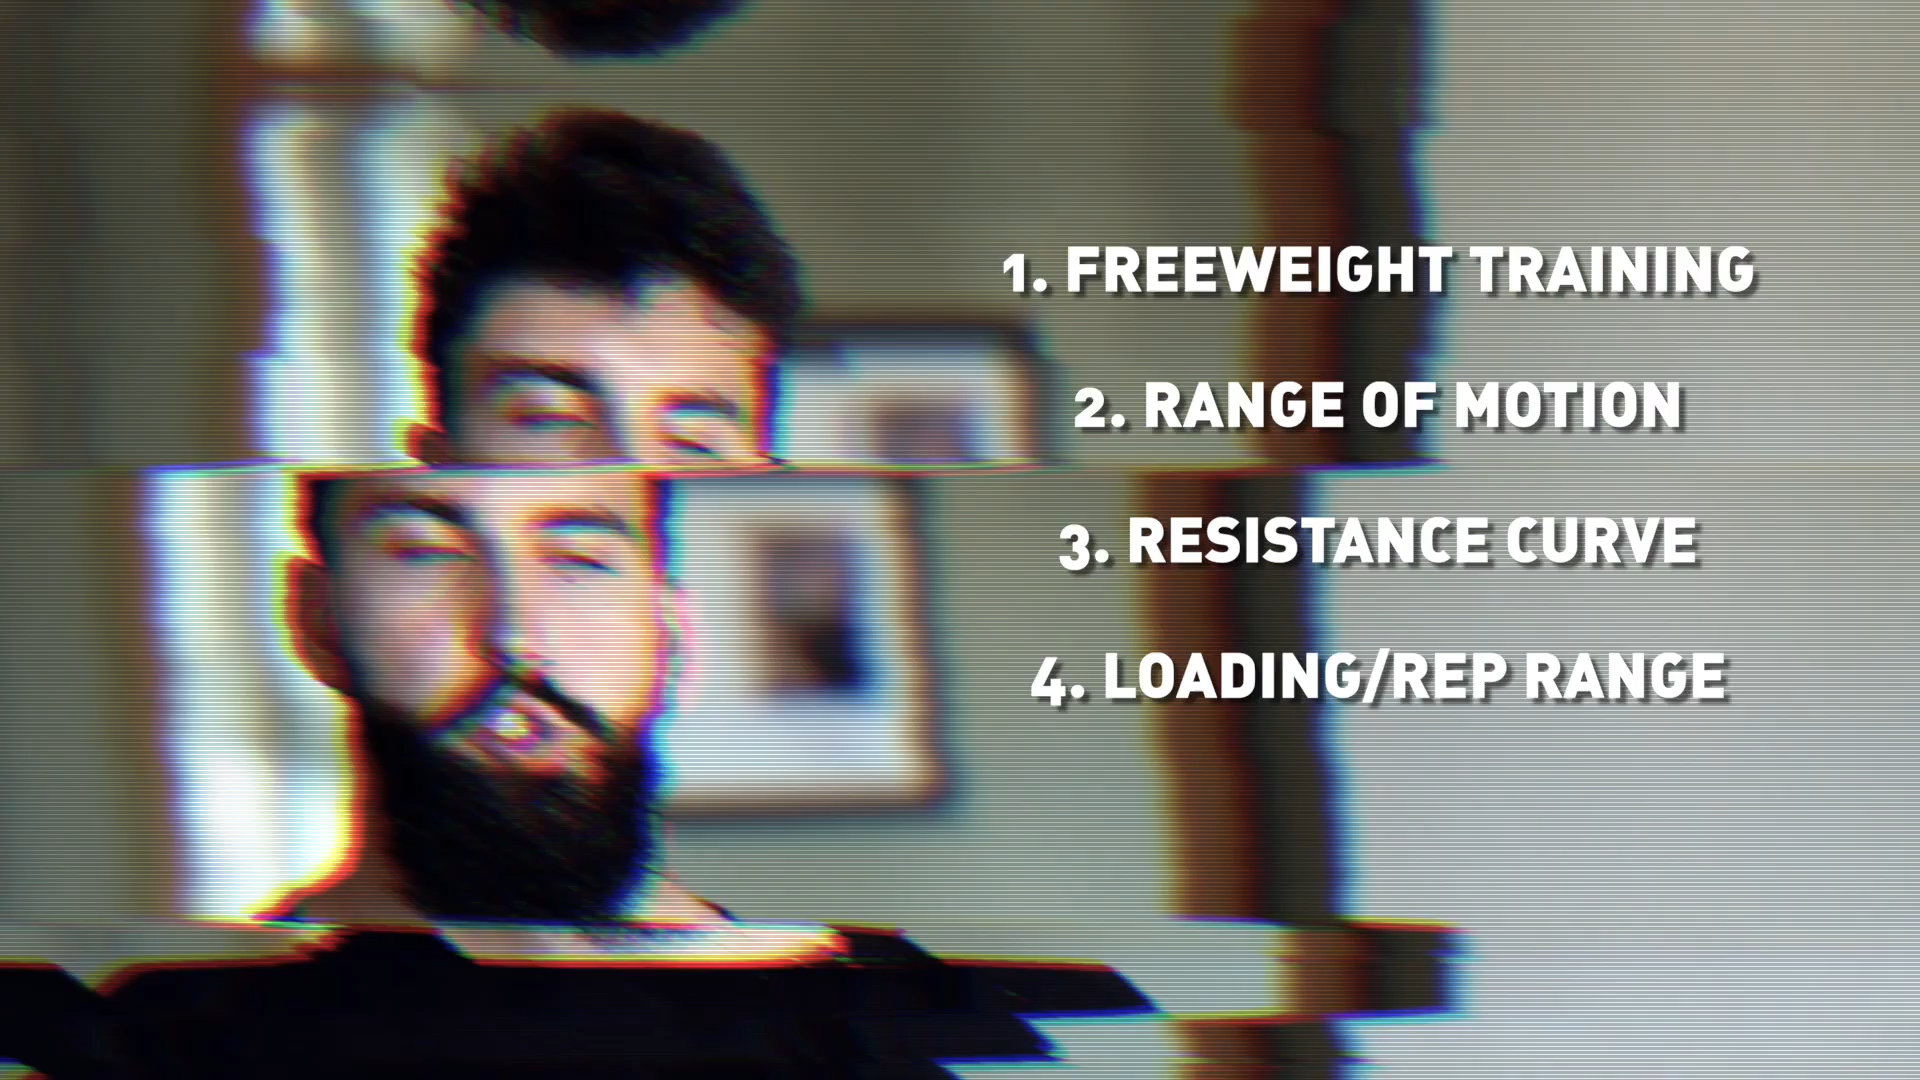 1. FREEWEIGHT TRAINING
2. RANGE OF MOTION
3. RESISTANCE CURVE
4. LOADING/REP RANGE